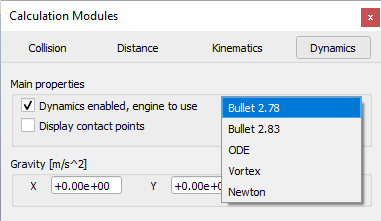 Calculation Modules
x
Collision Distance Kinematics Dynamics
Main properties
Dynamics enabled, engine to use
Display contact points
Bullet 2.78
Bullet 2.83
ODE
Vortex
Newton
Gravity [m/s^2]
X +0.00e+00 Y +0.00e+